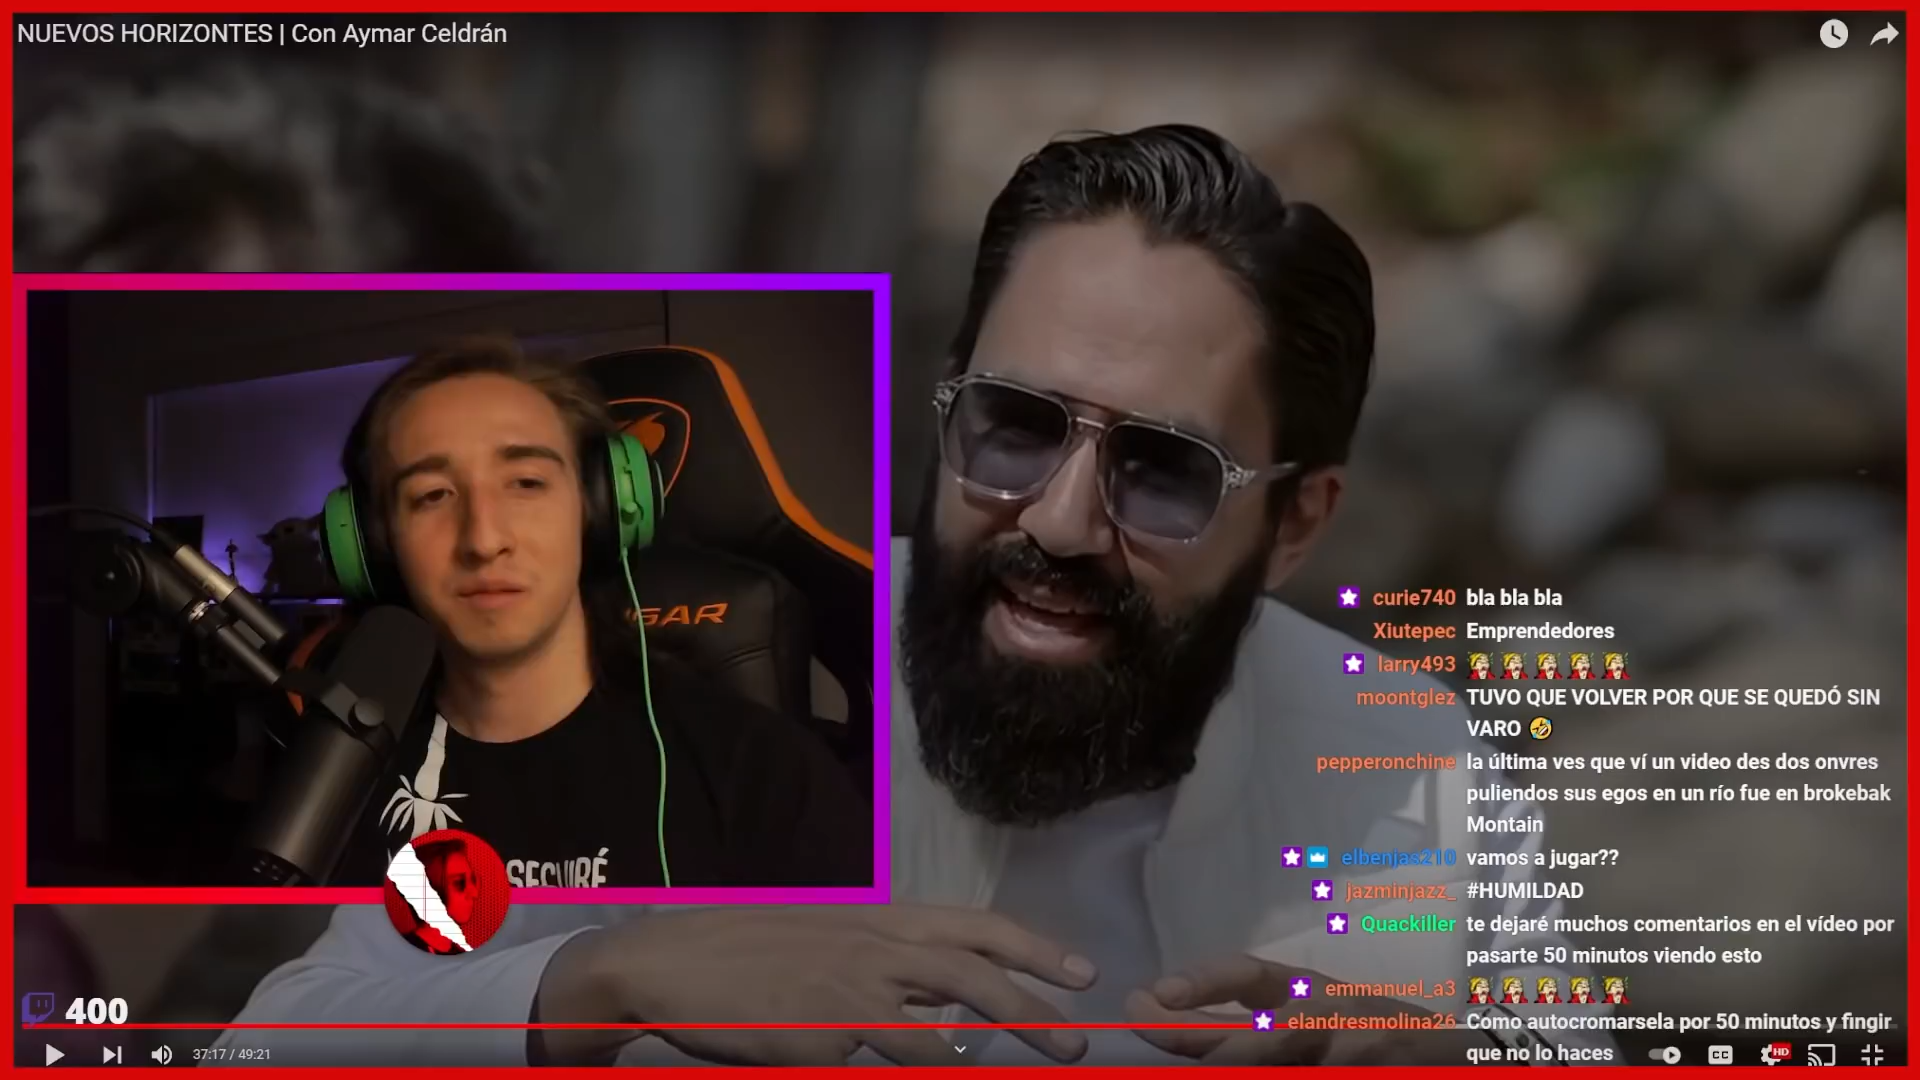 NUEVOS HORIZONTES | Con Aymar Celdrán
GAR
SEGUIRÉ
curie740 bla bla bla
Xiutepec Emprendedores
larry493
moontglez TUVO QUE VOLVER POR QUE SE QUEDÓ SIN
VARO 🤣
pepperonchine la última ves que ví un video des dos onvres
puliendos sus egos en un río fue en brokebak
Montain
elbenjas210 vamos a jugar??
jazminjazz_ #HUMILDAD
Quackiller te dejaré muchos comentarios en el vídeo por
pasarte 50 minutos viendo esto
emmanuel_a3
elandresmolina26 Como autocromarsela por 50 minutos y fingir
que no lo haces
400
37:17 / 49:21
CC
HD